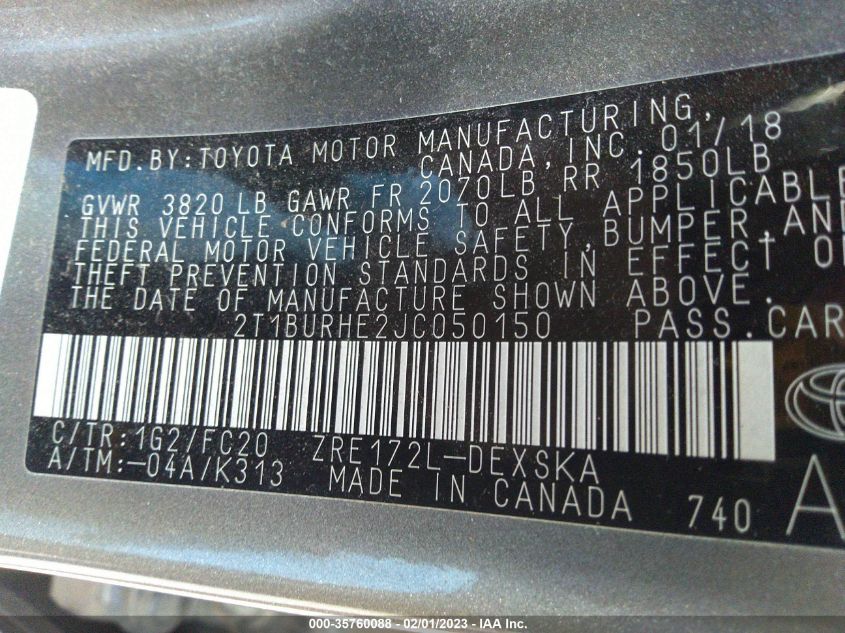 MFD.BY:TOYOTA MOTOR MANUFACTURING,
CANADA, INC. 01/18
GVWR 3820 LB GAWR FR 2070LB RR 1850LB
THIS VEHICLE CONFORMS TO ALL APPLICABLE
FEDERAL MOTOR VEHICLE SAFETY, BUMPER, AND
THEFT PREVENTION STANDARDS IN EFFECT O
THE DATE OF MANUFACTURE SHOWN ABOVE.
2T1BURHE2JC050150 PASS.CAR
C/TR:1G2/FC20 ZRE172L-DEXSKA
A/TM:-04A/K313 MADE IN CANADA 740 A
000-35760088 - 02/01/2023 - IAA Inc.